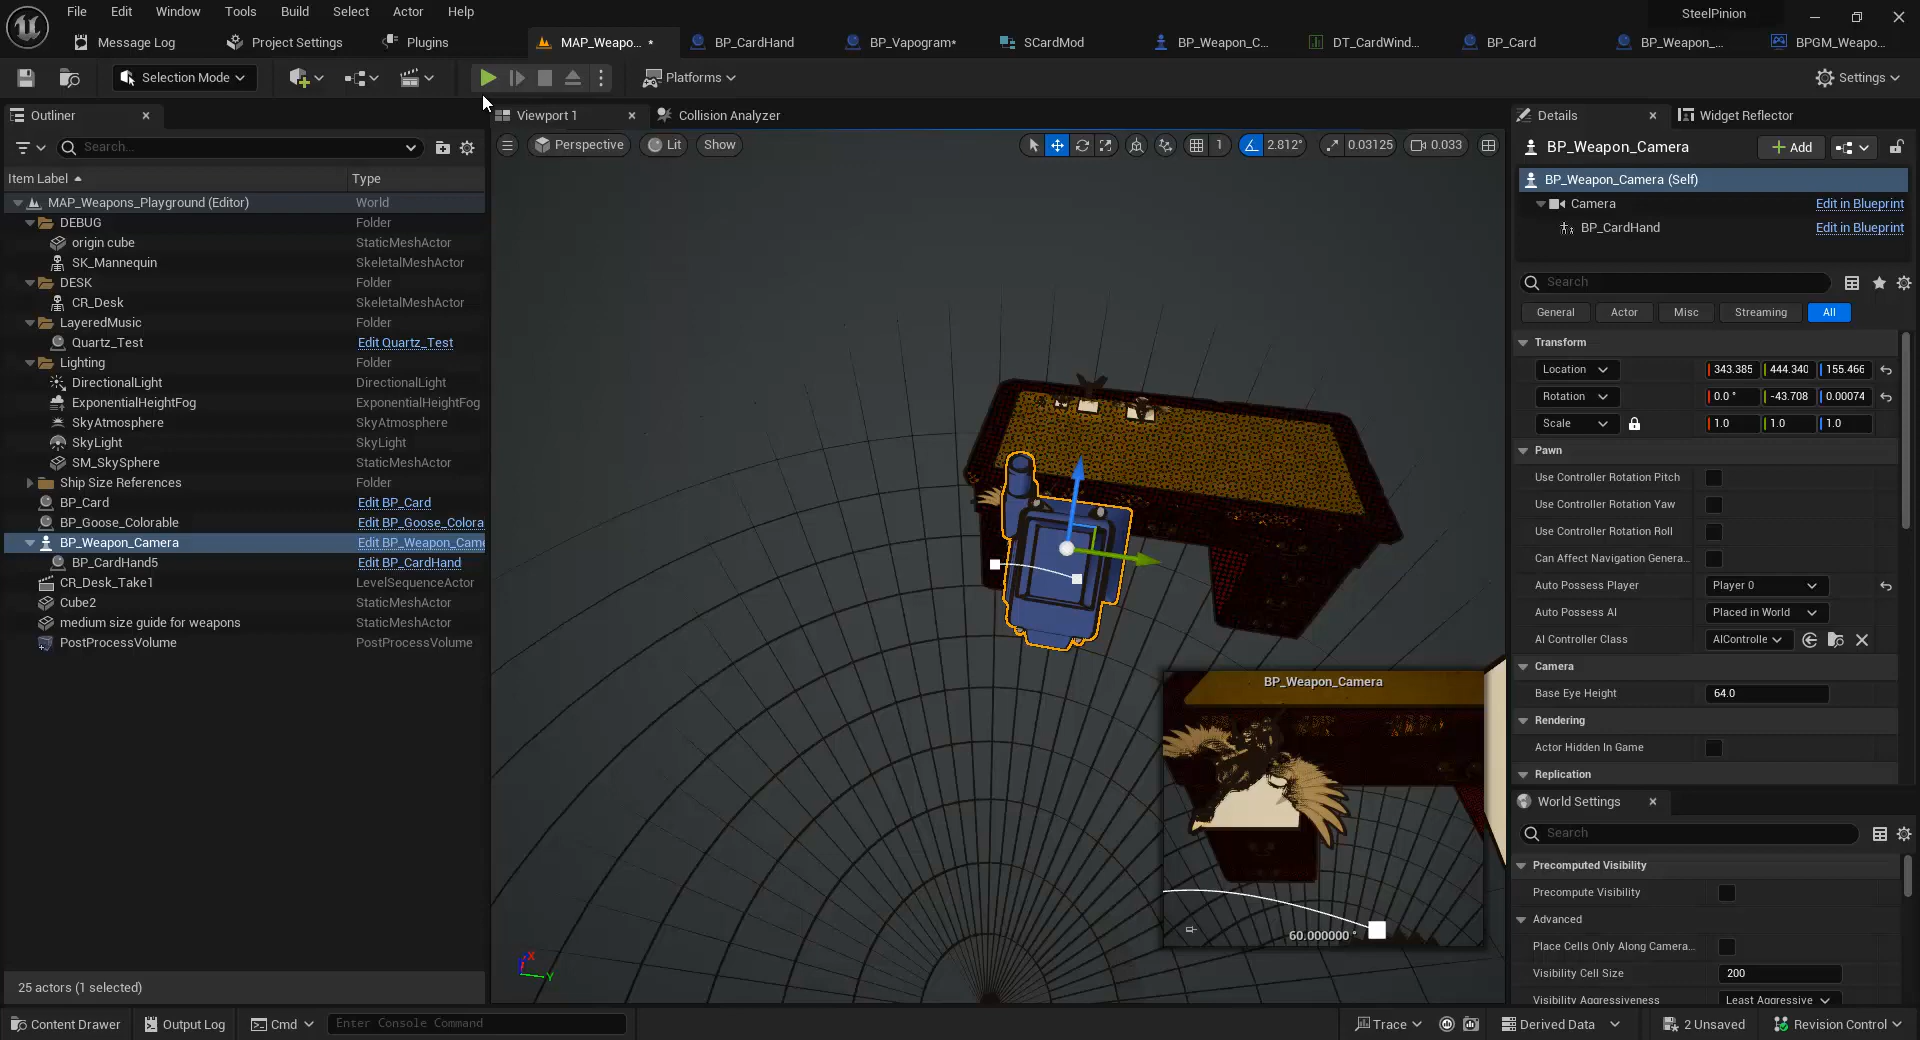 File Edit Window Tools Build Select Actor Help
SteelPinion
Message Log Project Settings Plugins MAP_Weapo... * BP_CardHand BP_Vapogram* SCardMod BP_Weapon_C... DT_CardWind... BP_Card BP_Weapon_... BPGM_Weapo...
Selection Mode Platforms Settings
Outliner Viewport 1 Collision Analyzer Details Widget Reflector
Search... Perspective Lit Show 1 2.812° 0.03125 0.033 BP_Weapon_Camera Add
Item Label Type BP_Weapon_Camera (Self)
MAP_Weapons_Playground (Editor) World Camera Edit in Blueprint
DEBUG Folder BP_CardHand Edit in Blueprint
origin cube StaticMeshActor
SK_Mannequin SkeletalMeshActor
DESK Folder Search
CR_Desk SkeletalMeshActor General Actor Misc Streaming All
LayeredMusic Folder
Quartz_Test Edit Quartz_Test Transform
Lighting Folder Location 343.385 444.340 155.466
DirectionalLight DirectionalLight
ExponentialHeightFog ExponentialHeightFog Rotation 0.0 ° -43.708 0.00074
SkyAtmosphere SkyAtmosphere Scale 1.0 1.0 1.0
SkyLight SkyLight Pawn
SM_SkySphere StaticMeshActor
Ship Size References Folder Use Controller Rotation Pitch
BP_Card Edit BP_Card Use Controller Rotation Yaw
BP_Goose_Colorable Edit BP_Goose_Colora
BP_Weapon_Camera Edit BP_Weapon_Came Use Controller Rotation Roll
BP_CardHand5 Edit BP_CardHand Can Affect Navigation Genera...
CR_Desk_Take1 LevelSequenceActor Auto Possess Player Player 0
Cube2 StaticMeshActor Auto Possess AI Placed in World
medium size guide for weapons StaticMeshActor
PostProcessVolume PostProcessVolume AI Controller Class AIControlle
Camera
BP_Weapon_Camera Base Eye Height 64.0
Rendering
Actor Hidden In Game
Replication
World Settings
Search
Precomputed Visibility
Precompute Visibility
Advanced
60.000000 ° Place Cells Only Along Camera...
Visibility Cell Size 200
25 actors (1 selected) Visibility Aggressiveness Least Aggressive
Content Drawer Output Log Cmd Enter Console Command Trace Derived Data 2 Unsaved Revision Control
X Y